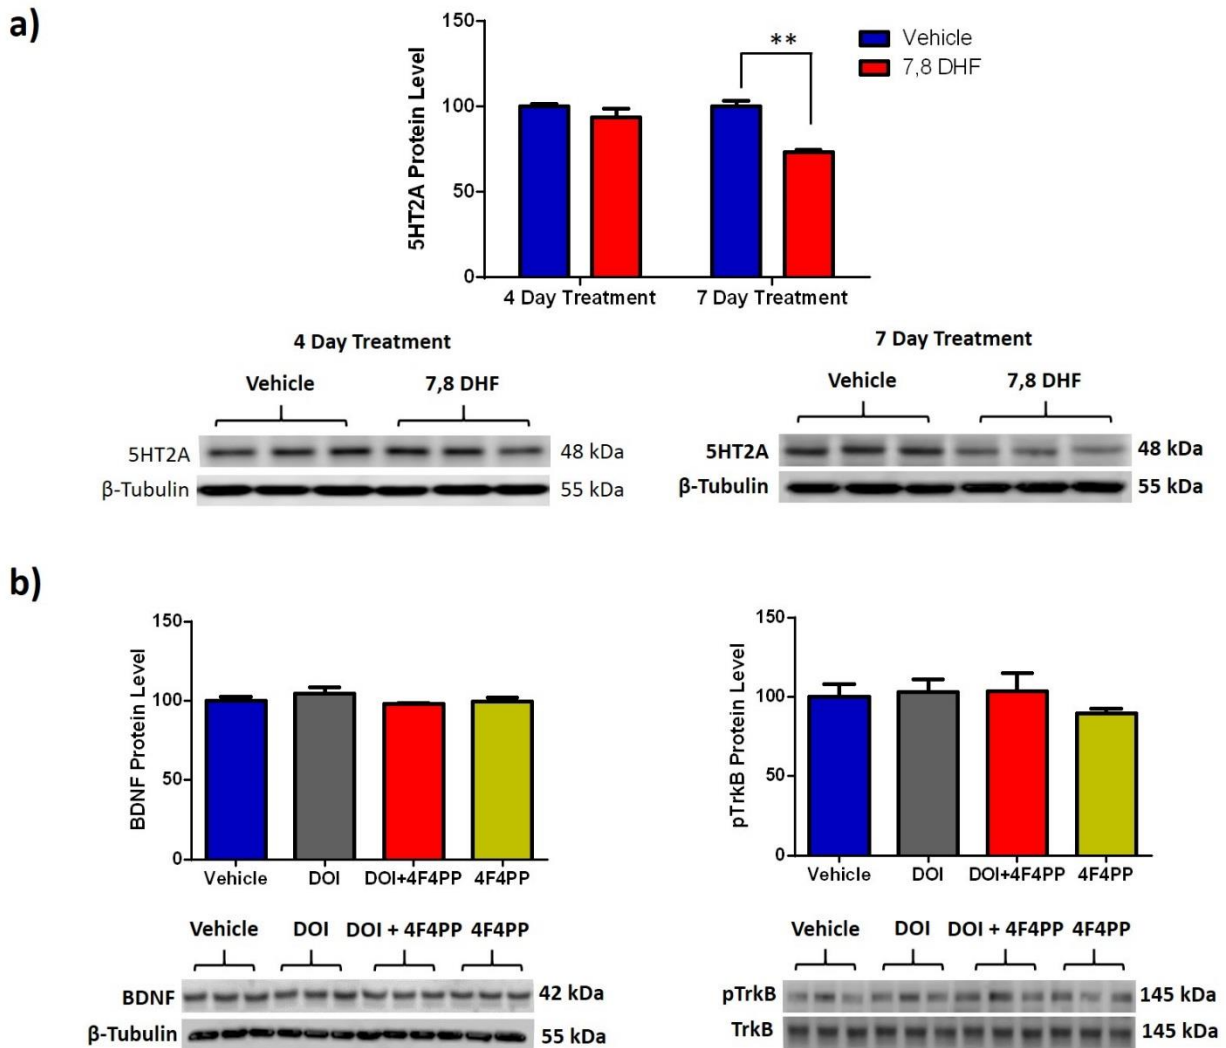 a)
150
100
50
0
5HT2A Protein Level
**
Vehicle
7,8 DHF
4 Day Treatment 7 Day Treatment
4 Day Treatment
Vehicle 7,8 DHF
5HT2A 48 kDa
β-Tubulin 55 kDa
7 Day Treatment
Vehicle 7,8 DHF
5HT2A 48 kDa
β-Tubulin 55 kDa
b)
150
100
50
0
BDNF Protein Level
Vehicle DOI DOI+4F4PP 4F4PP
Vehicle DOI DOI + 4F4PP 4F4PP
BDNF 42 kDa
β-Tubulin 55 kDa
150
100
50
0
pTrkB Protein Level
Vehicle DOI DOI+4F4PP 4F4PP
Vehicle DOI DOI + 4F4PP 4F4PP
pTrkB 145 kDa
TrkB 145 kDa